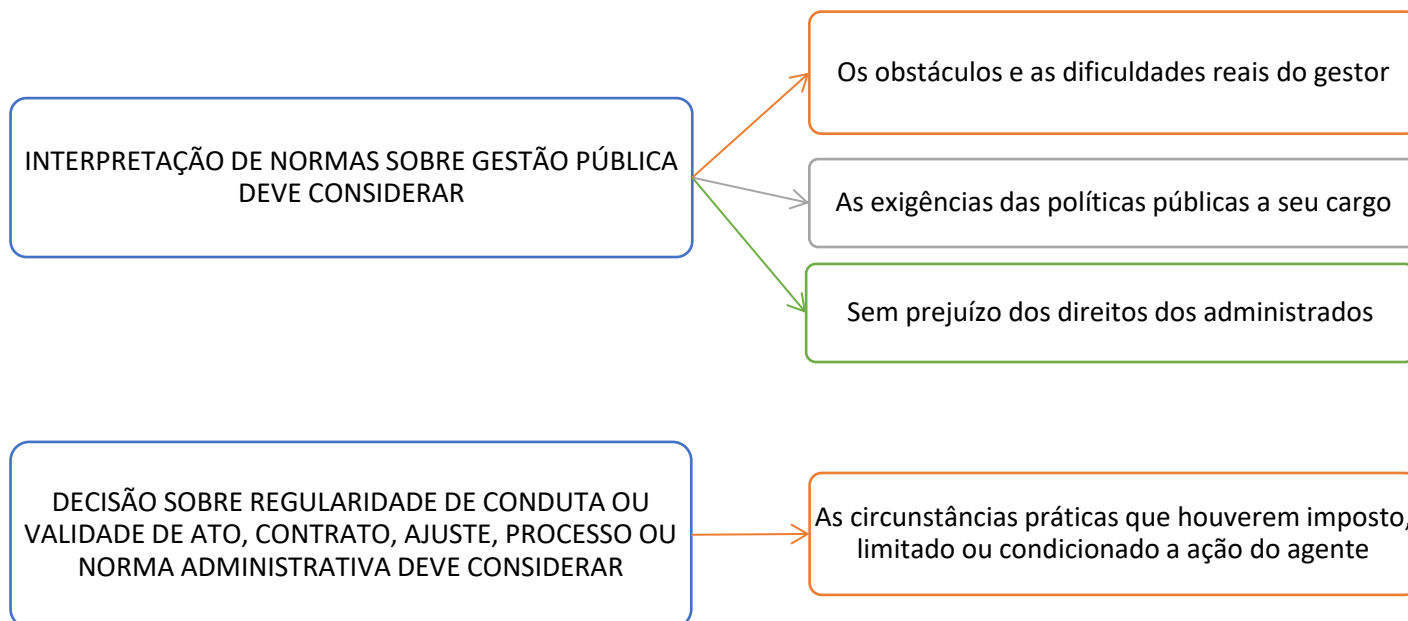 Os obstáculos e as dificuldades reais do gestor
INTERPRETAÇÃO DE NORMAS SOBRE GESTÃO PÚBLICA
DEVE CONSIDERAR
As exigências das políticas públicas a seu cargo
Sem prejuízo dos direitos dos administrados
DECISÃO SOBRE REGULARIDADE DE CONDUTA OU
VALIDADE DE ATO, CONTRATO, AJUSTE, PROCESSO OU
NORMA ADMINISTRATIVA DEVE CONSIDERAR
As circunstâncias práticas que houverem imposto,
limitado ou condicionado a ação do agente